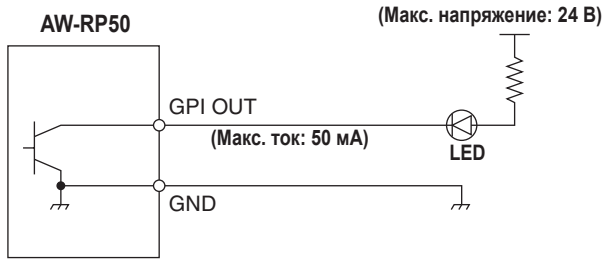 (Макс. напряжение: 24 В)
AW-RP50
GPI OUT
(Макс. ток: 50 мА)
LED
GND